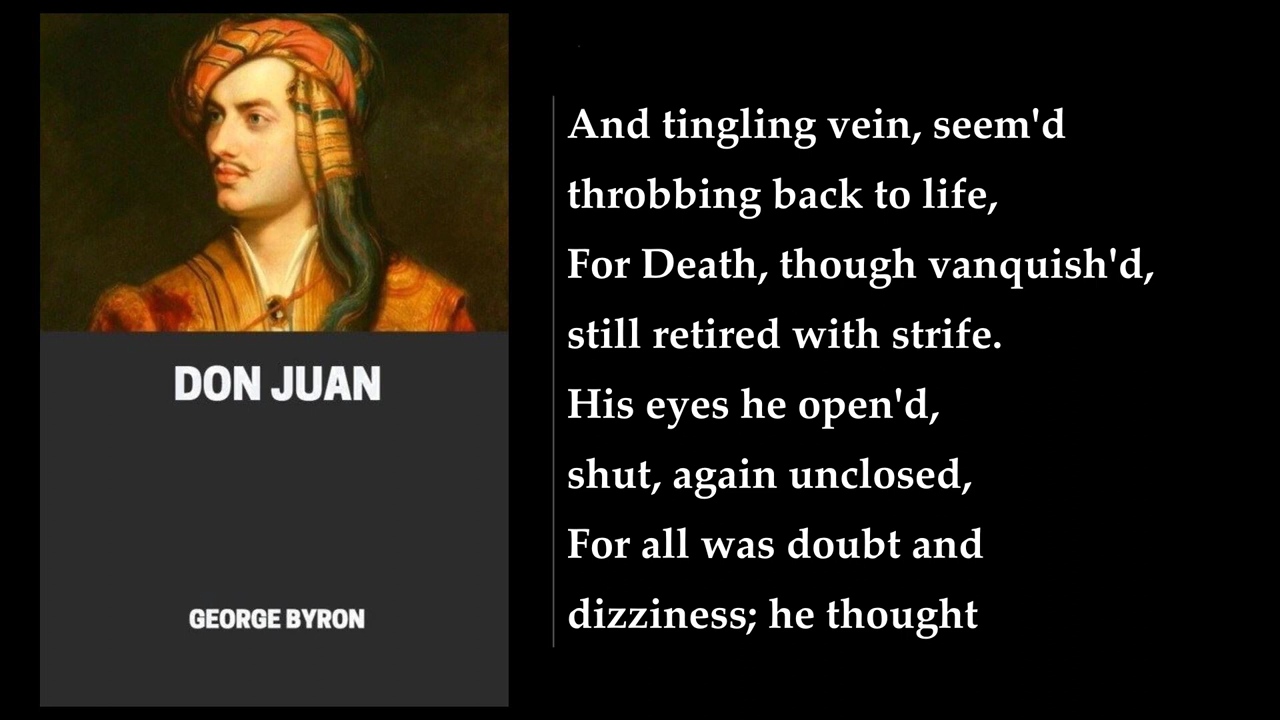 DON JUAN
GEORGE BYRON
And tingling vein, seem'd
throbbing back to life,
For Death, though vanquish'd,
still retired with strife.
His eyes he open'd,
shut, again unclosed,
For all was doubt and
dizziness; he thought